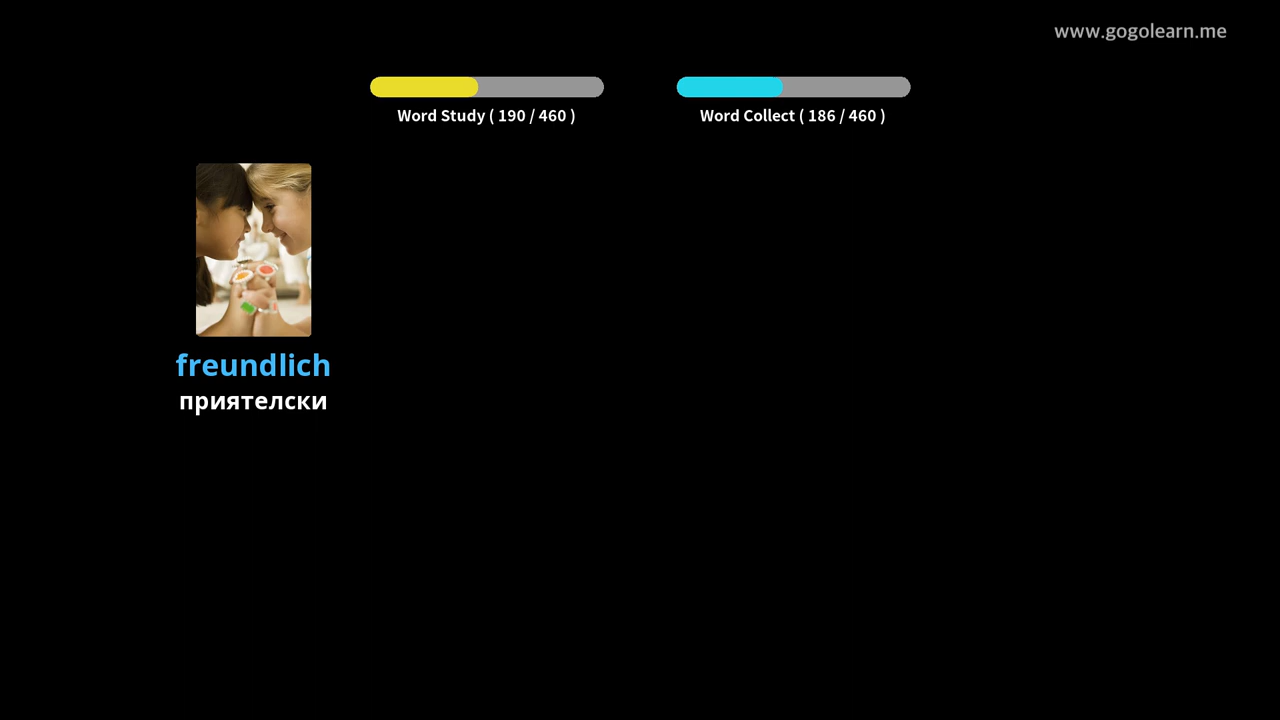 www.gogolearn.me
Word Study ( 190 / 460 )
Word Collect ( 186 / 460 )
freundlich
приятелски